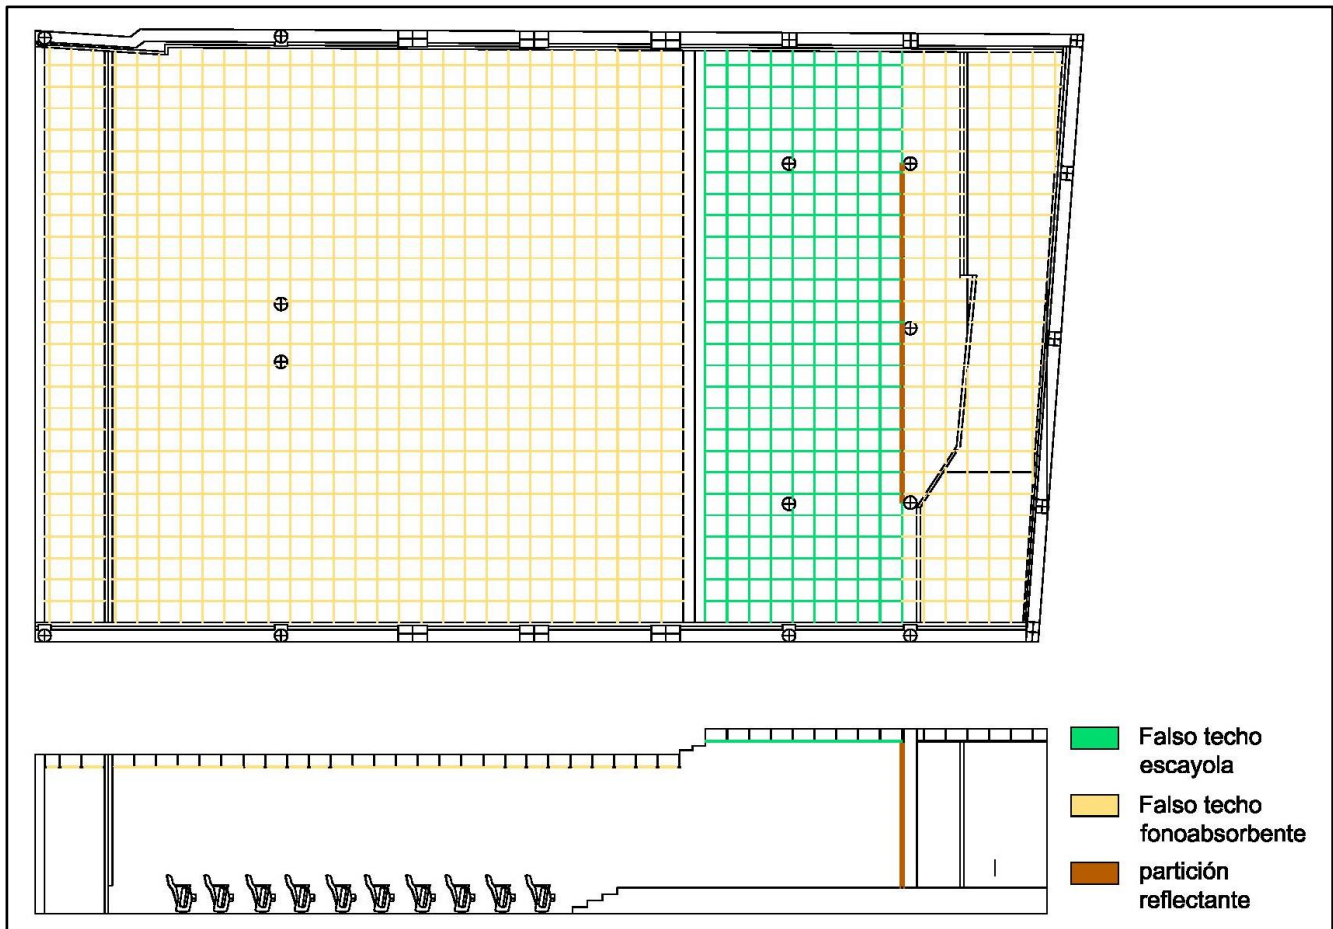 Falso techo
escayola
Falso techo
fonoabsorbente
partición
reflectante